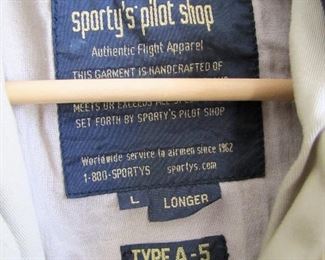 sporty's pilot shop
Authentic Flight Apparel
THIS GARMENT IS HANDCRAFTED OF
MEETS OR EXCEEDS ALL
SET FORTH BY SPORTY'S PILOT SHOP
Worldwide service to airmen since 1962
1-800-SPORTYS sportys.com
L LONGER
TYPE A-5